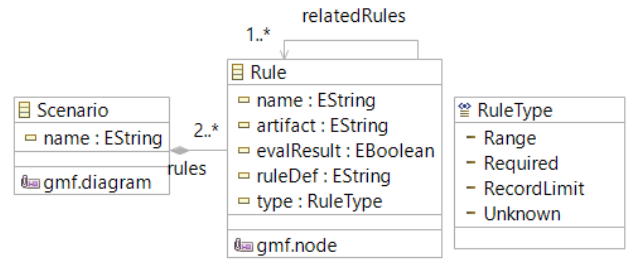 relatedRules
1..*
Rule
name : EString
artifact : EString
evalResult : EBoolean
ruleDef : EString
type : RuleType
gmf.node
Scenario
name : EString
gmf.diagram
2..*
rules
RuleType
Range
Required
RecordLimit
Unknown